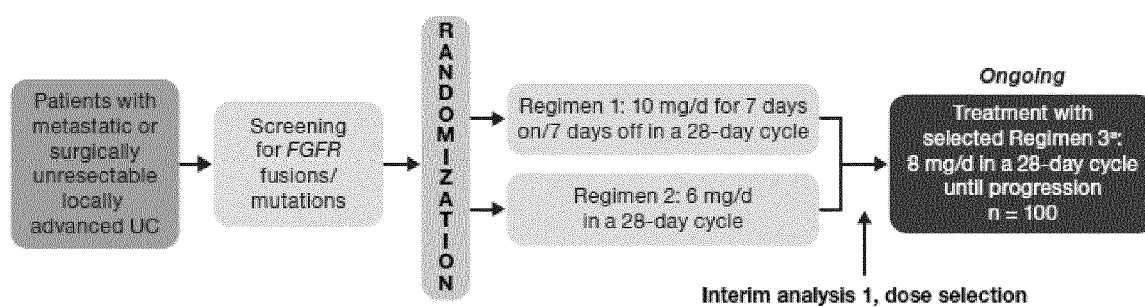 Patients with
metastatic or
surgically
unresectable
locally
advanced UC
Screening
for FGFR
fusions/
mutations
RANDOMIZATION
Regimen 1: 10 mg/d for 7 days
on/7 days off in a 28-day cycle
Regimen 2: 6 mg/d
in a 28-day cycle
Interim analysis 1, dose selection
Ongoing
Treatment with
selected Regimen 3ª:
8 mg/d in a 28-day cycle
until progression
n = 100